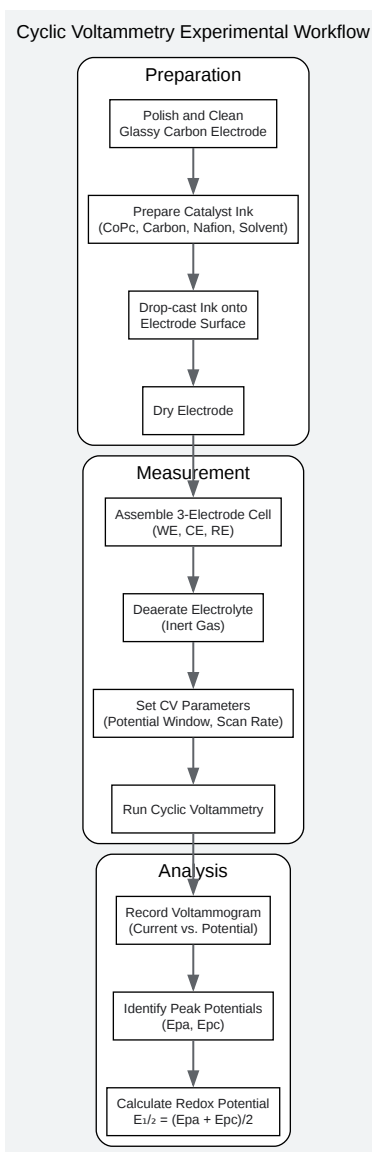 Cyclic Voltammetry Experimental Workflow
Preparation
Polish and Clean
Glassy Carbon Electrode
Prepare Catalyst Ink
(CoPc, Carbon, Nafion, Solvent)
Drop-cast Ink onto
Electrode Surface
Dry Electrode
Measurement
Assemble 3-Electrode Cell
(WE, CE, RE)
Deaerate Electrolyte
(Inert Gas)
Set CV Parameters
(Potential Window, Scan Rate)
Run Cyclic Voltammetry
Analysis
Record Voltammogram
(Current vs. Potential)
Identify Peak Potentials
(Epa, Epc)
Calculate Redox Potential
E₁/₂ = (Epa + Epc)/2